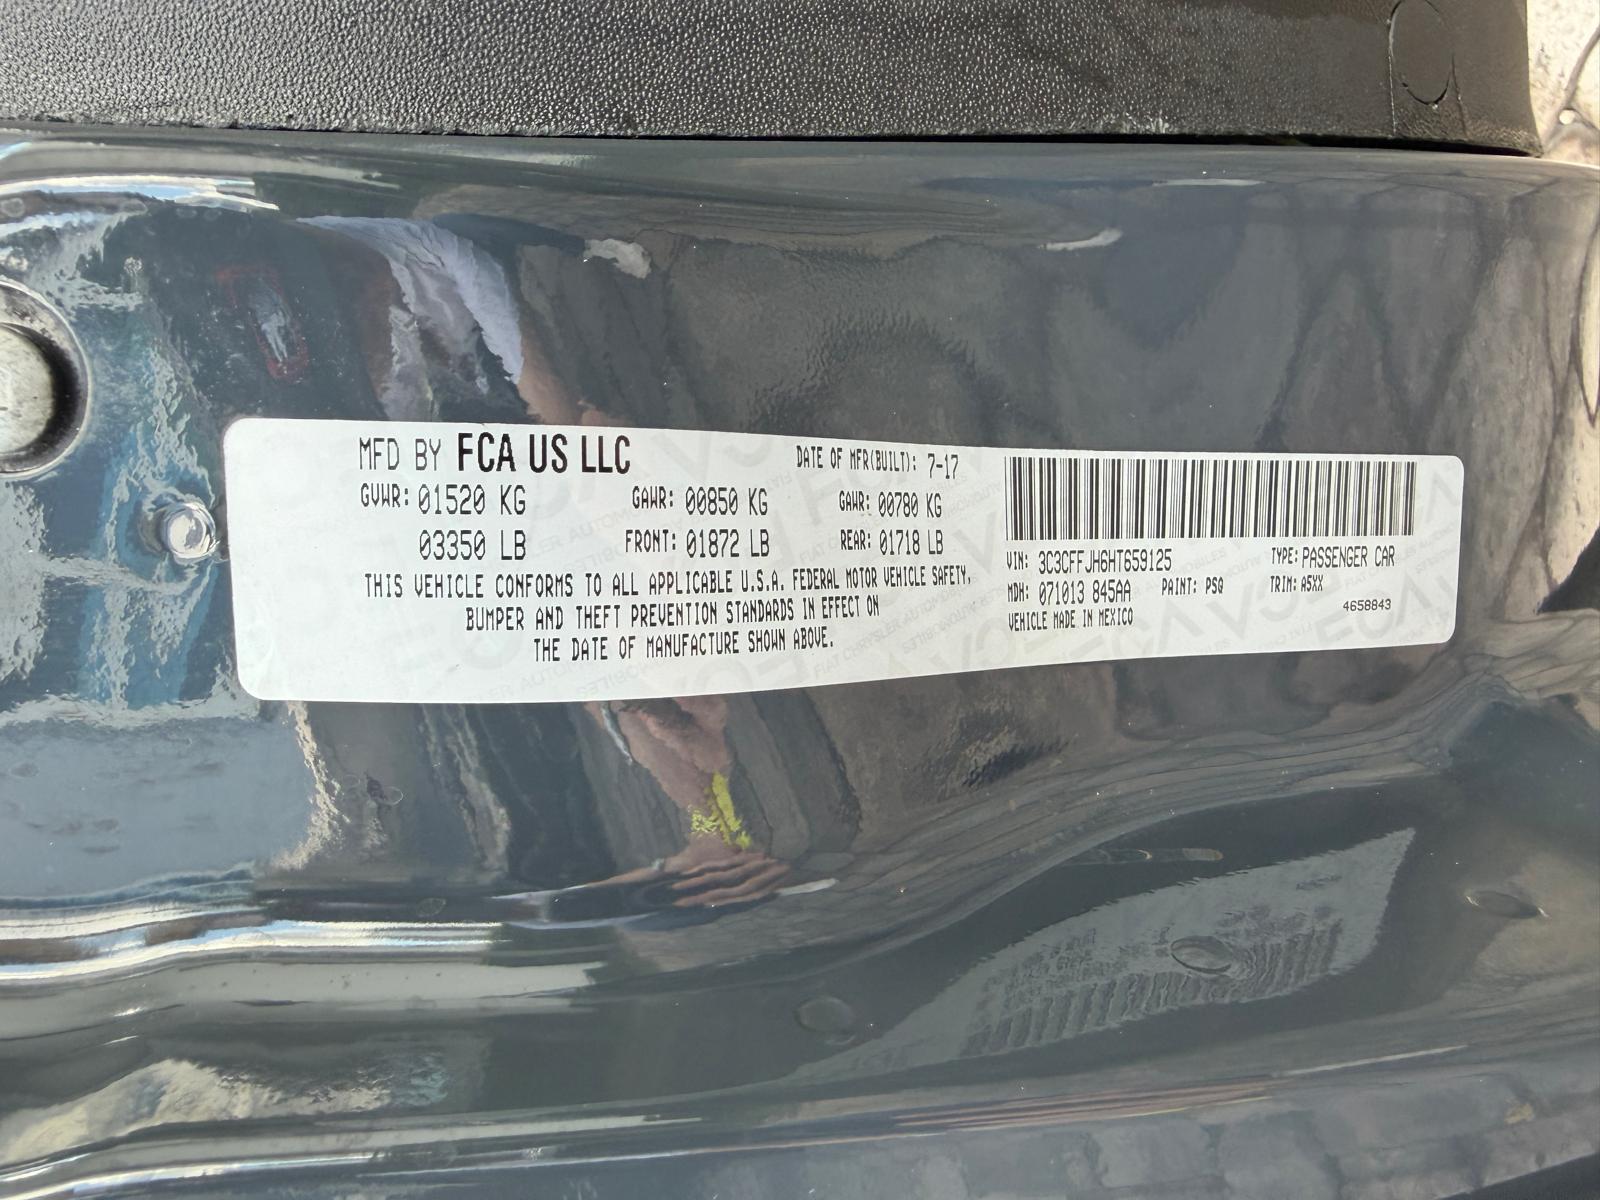 MFD BY FCA US LLC
DATE OF MFR(BUILT): 7-17
GVWR: 01520 KG
GAWR: 00850 KG
GAWR: 00780 KG
03350 LB
FRONT: 01872 LB
REAR: 01718 LB
THIS VEHICLE CONFORMS TO ALL APPLICABLE U.S.A. FEDERAL MOTOR VEHICLE SAFETY,
BUMPER AND THEFT PREVENTION STANDARDS IN EFFECT ON
THE DATE OF MANUFACTURE SHOWN ABOVE.
VIN: 3C3CFFJH6HT659125
TYPE: PASSENGER CAR
MDH: 071013 845AA
PAINT: PSQ
TRIM: A5XX
VEHICLE MADE IN MEXICO
4658843